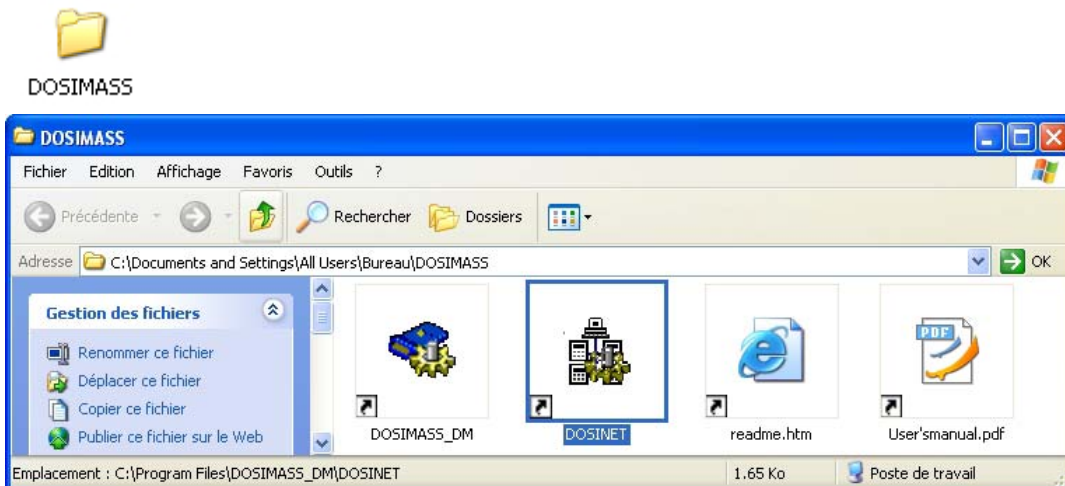 DOSIMASS
DOSIMASS
Fichier Edition Affichage Favoris Outils ?
Précédente Rechercher Dossiers
Adresse C:\Documents and Settings\All Users\Bureau\DOSIMASS OK
Gestion des fichiers
Renommer ce fichier
Déplacer ce fichier
Copier ce fichier
Publier ce fichier sur le Web
PDF
DOSIMASS_DM DOSINET readme.htm User'smanual.pdf
Emplacement : C:\Program Files\DOSIMASS_DM\DOSINET 1.65 Ko Poste de travail